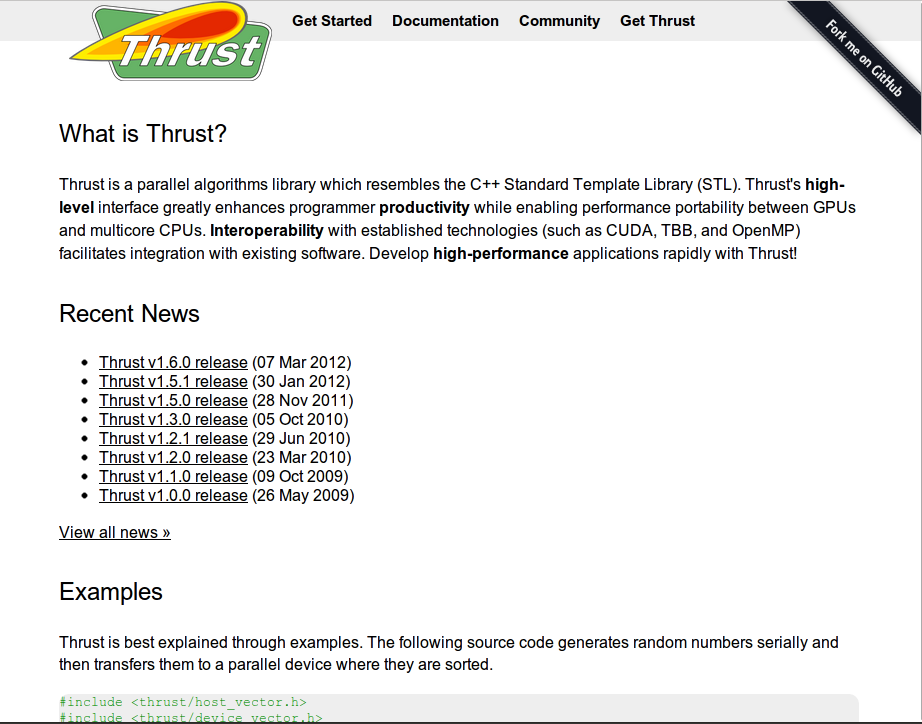 Thrust
Get Started Documentation Community Get Thrust
Fork me on GitHub
What is Thrust?
Thrust is a parallel algorithms library which resembles the C++ Standard Template Library (STL). Thrust's high-
level interface greatly enhances programmer productivity while enabling performance portability between GPUs
and multicore CPUs. Interoperability with established technologies (such as CUDA, TBB, and OpenMP)
facilitates integration with existing software. Develop high-performance applications rapidly with Thrust!
Recent News
• Thrust v1.6.0 release (07 Mar 2012)
• Thrust v1.5.1 release (30 Jan 2012)
• Thrust v1.5.0 release (28 Nov 2011)
• Thrust v1.3.0 release (05 Oct 2010)
• Thrust v1.2.1 release (29 Jun 2010)
• Thrust v1.2.0 release (23 Mar 2010)
• Thrust v1.1.0 release (09 Oct 2009)
• Thrust v1.0.0 release (26 May 2009)
View all news »
Examples
Thrust is best explained through examples. The following source code generates random numbers serially and
then transfers them to a parallel device where they are sorted.
#include <thrust/host_vector.h>
#include <thrust/device_vector.h>